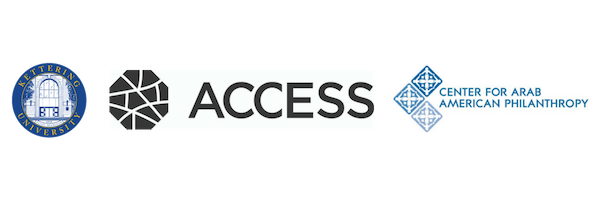 KETTERING
UNIVERSITY
ACCESS
CENTER FOR ARAB
AMERICAN PHILANTHROPY